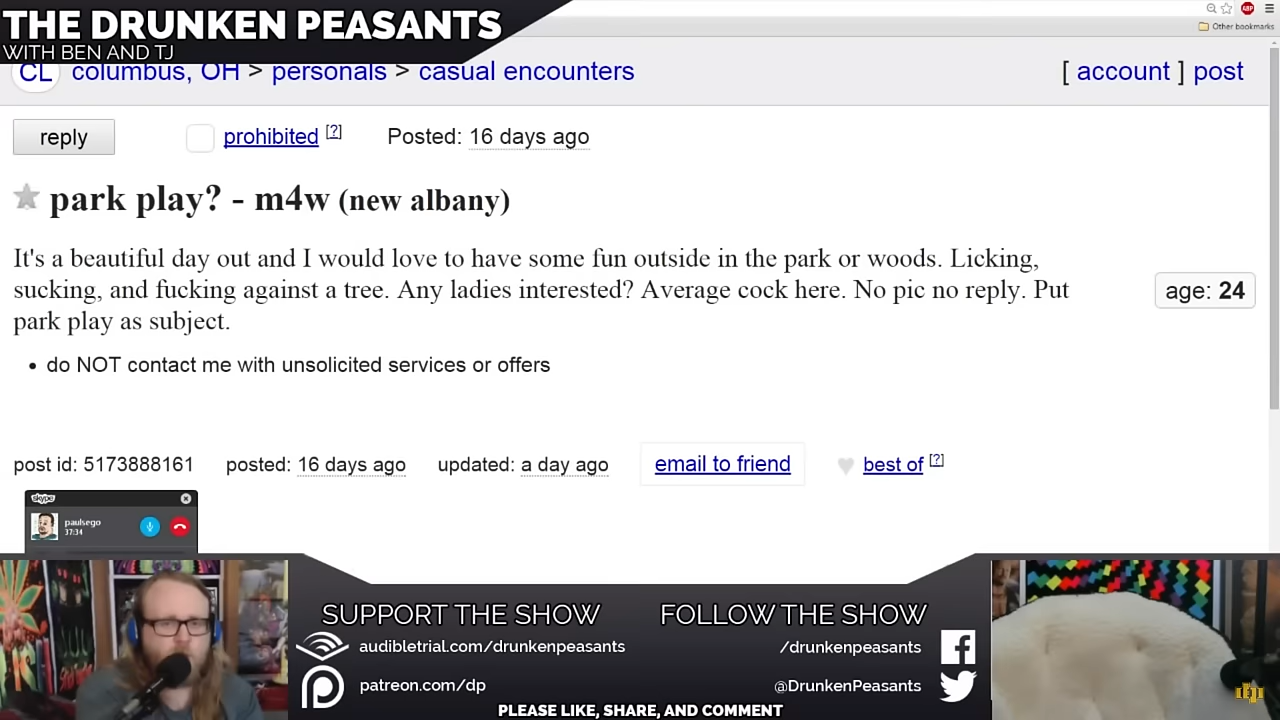 THE DRUNKEN PEASANTS
WITH BEN AND TJ
Other bookmarks
ABP
CL columbus, OH > personals > casual encounters
[ account ] post
reply
prohibited [?]
Posted: 16 days ago
park play? - m4w (new albany)
It's a beautiful day out and I would love to have some fun outside in the park or woods. Licking,
sucking, and fucking against a tree. Any ladies interested? Average cock here. No pic no reply. Put
park play as subject.
age: 24
• do NOT contact me with unsolicited services or offers
post id: 5173888161
posted: 16 days ago
updated: a day ago
email to friend
best of [?]
skype
paulsego
37:34
SUPPORT THE SHOW
audibletrial.com/drunkenpeasants
patreon.com/dp
FOLLOW THE SHOW
/drunkenpeasants
@DrunkenPeasants
PLEASE LIKE, SHARE, AND COMMENT